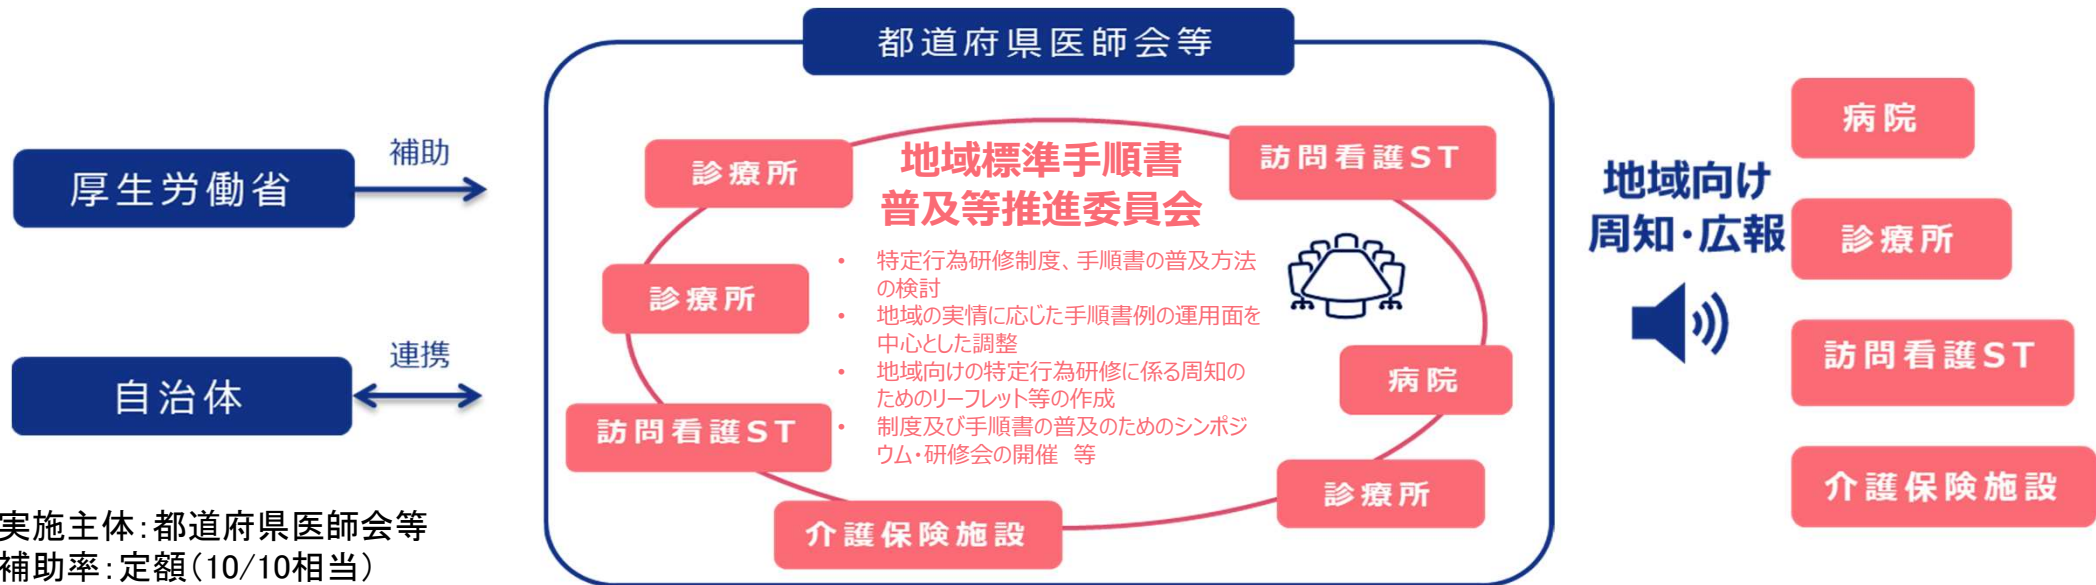 都道府県医師会等
厚生労働省
補助
自治体
連携
実施主体：都道府県医師会等
補助率：定額（10/10相当）
診療所
訪問看護ST
診療所
訪問看護ST
介護保険施設
診療所
病院
地域標準手順書
普及等推進委員会
• 特定行為研修制度、手順書の普及方法
の検討
• 地域の実情に応じた手順書例の運用面を
中心とした調整
• 地域向けの特定行為研修に係る周知の
ためのリーフレット等の作成
• 制度及び手順書の普及のためのシンポジ
ウム・研修会の開催　等
地域向け
周知・広報
病院
診療所
訪問看護ST
介護保険施設